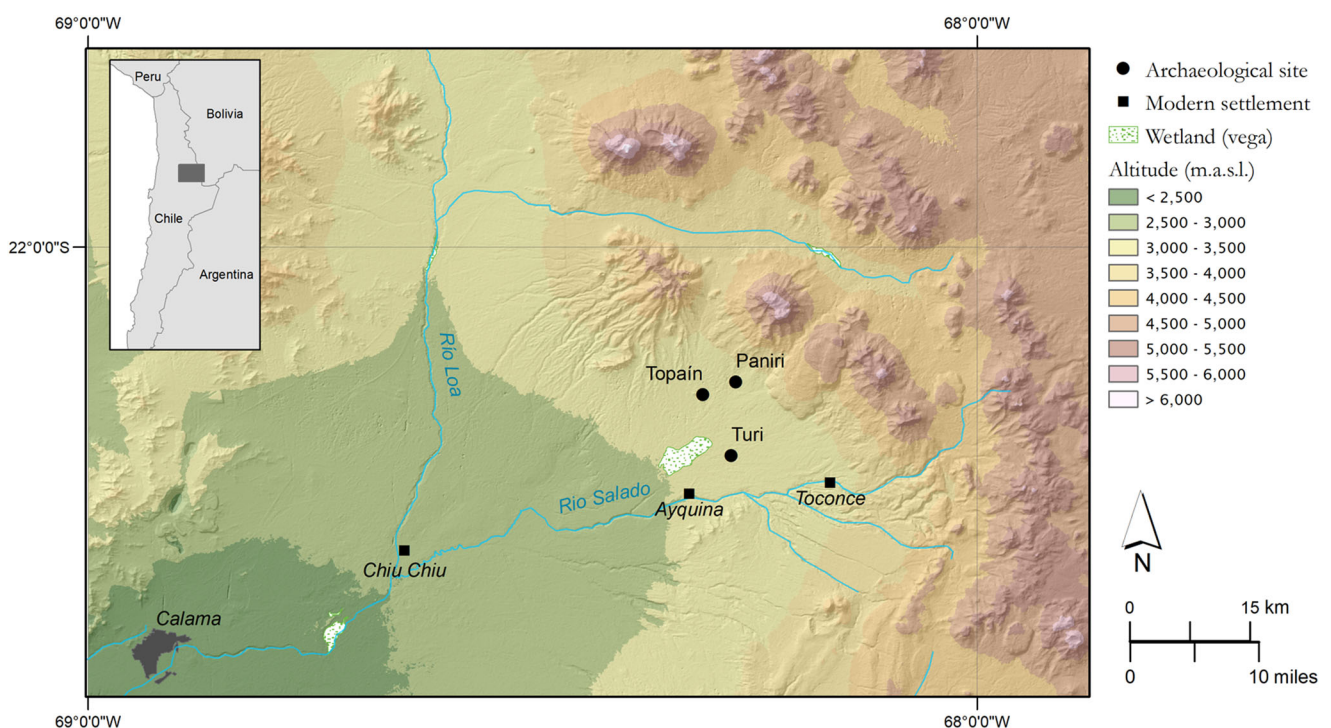 69°0'0"W
68°0'0"W
Peru
Bolivia
Chile
Argentina
22°0'0"S
Río Loa
Topaín
Paniri
Turi
Rio Salado
Ayquina
Toconce
Chiu Chiu
Calama
69°0'0"W
68°0'0"W
Archaeological site
Modern settlement
Wetland (vega)
Altitude (m.a.s.l.)
< 2,500
2,500 - 3,000
3,000 - 3,500
3,500 - 4,000
4,000 - 4,500
4,500 - 5,000
5,000 - 5,500
5,500 - 6,000
> 6,000
N
0 15 km
0 10 miles